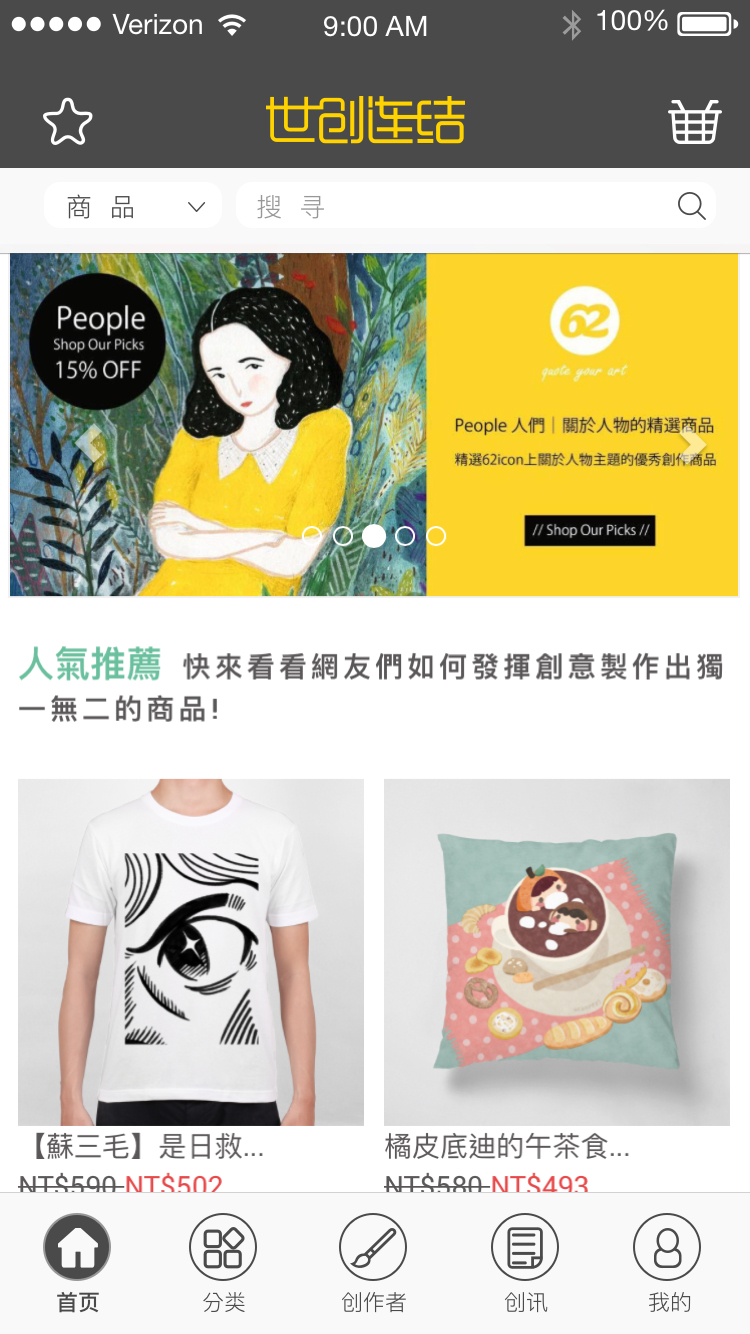 Verizon 9:00 AM 100%
世创连结
商 品 搜 寻
People
Shop Our Picks
15% OFF
62
quote your art
People 人們｜關於人物的精選商品
精選62icon上關於人物主題的優秀創作商品
// Shop Our Picks //
人氣推薦 快來看看網友們如何發揮創意製作出獨
一無二的商品!
【蘇三毛】是日救...
NT$590 NT$502
橘皮底迪的午茶食...
NT$580 NT$493
首页 分类 创作者 创讯 我的